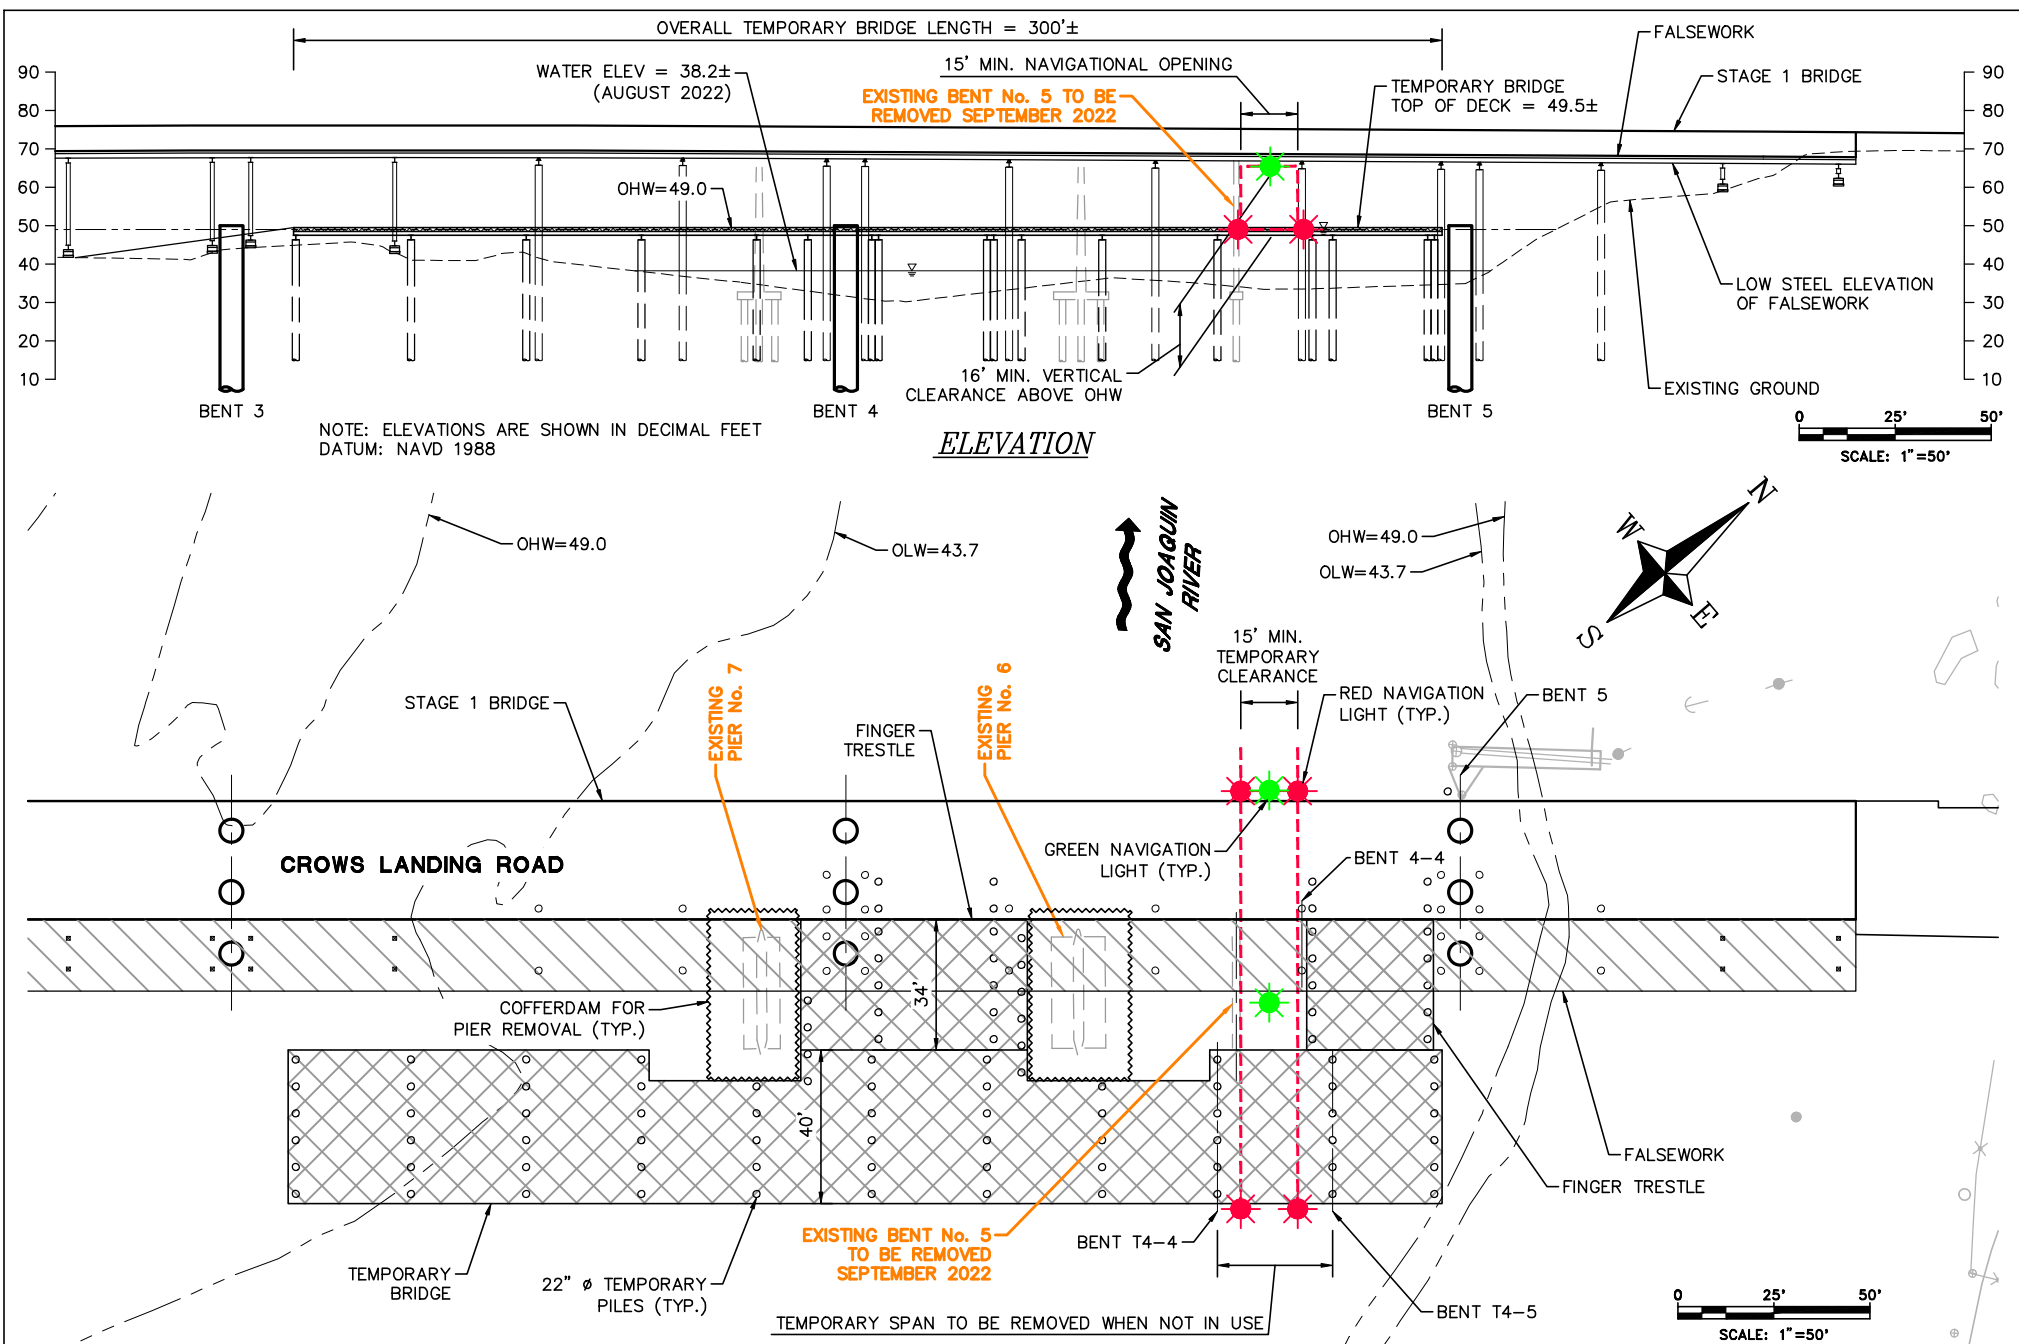 OVERALL TEMPORARY BRIDGE LENGTH = 300'±
FALSEWORK
WATER ELEV = 38.2±
(AUGUST 2022)
15' MIN. NAVIGATIONAL OPENING
STAGE 1 BRIDGE
EXISTING BENT No. 5 TO BE
REMOVED SEPTEMBER 2022
TEMPORARY BRIDGE
TOP OF DECK = 49.5±
90
80
70
60
50
40
30
20
10
90
80
70
60
50
40
30
20
10
OHW=49.0
LOW STEEL ELEVATION
OF FALSEWORK
16' MIN. VERTICAL
CLEARANCE ABOVE OHW
EXISTING GROUND
BENT 3
BENT 4
BENT 5
NOTE: ELEVATIONS ARE SHOWN IN DECIMAL FEET
DATUM: NAVD 1988
ELEVATION
0 25' 50'
SCALE: 1"=50'
OHW=49.0
OLW=43.7
SAN JOAQUIN
RIVER
OHW=49.0
OLW=43.7
N
W
E
S
15' MIN.
TEMPORARY
CLEARANCE
EXISTING
PIER No. 7
EXISTING
PIER No. 6
STAGE 1 BRIDGE
FINGER
TRESTLE
RED NAVIGATION
LIGHT (TYP.)
BENT 5
CROWS LANDING ROAD
GREEN NAVIGATION
LIGHT (TYP.)
BENT 4-4
34'
COFFERDAM FOR
PIER REMOVAL (TYP.)
40'
FALSEWORK
FINGER TRESTLE
EXISTING BENT No. 5
TO BE REMOVED
SEPTEMBER 2022
BENT T4-4
TEMPORARY
BRIDGE
22" ø TEMPORARY
PILES (TYP.)
BENT T4-5
TEMPORARY SPAN TO BE REMOVED WHEN NOT IN USE
0 25' 50'
SCALE: 1"=50'